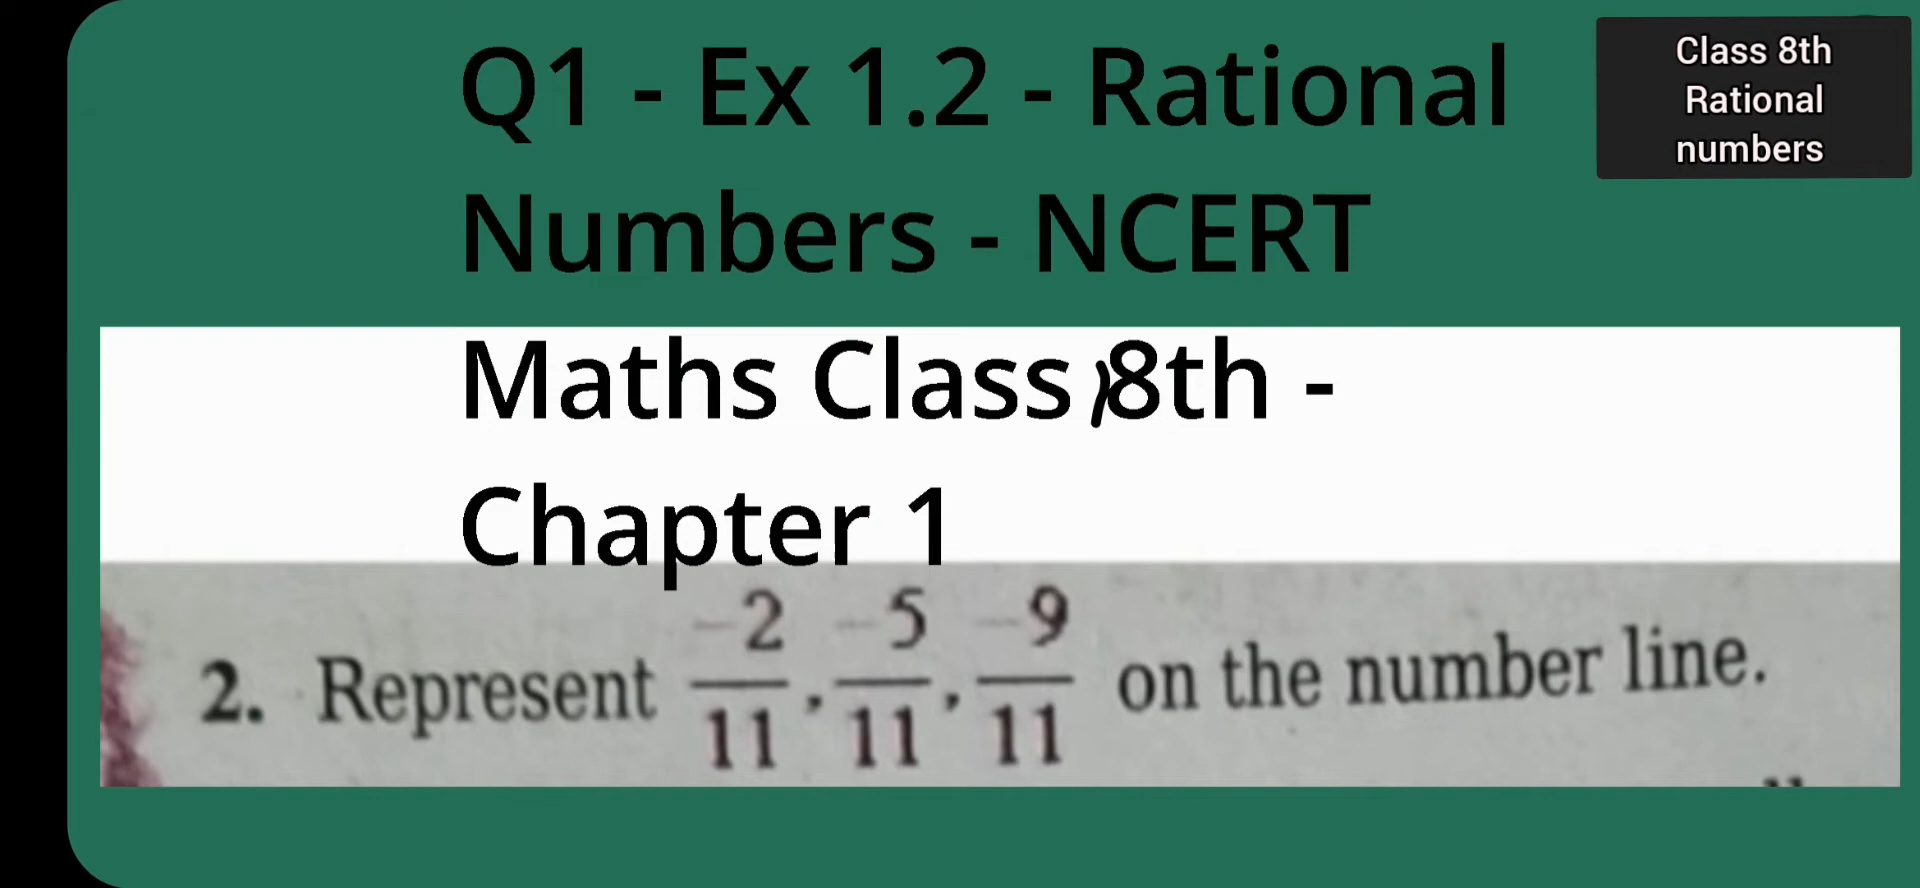 Q1 - Ex 1.2 - Rational
Numbers - NCERT
Maths Class 8th -
Chapter 1
Class 8th
Rational
numbers
2. Represent -2/11, -5/11, -9/11 on the number line.